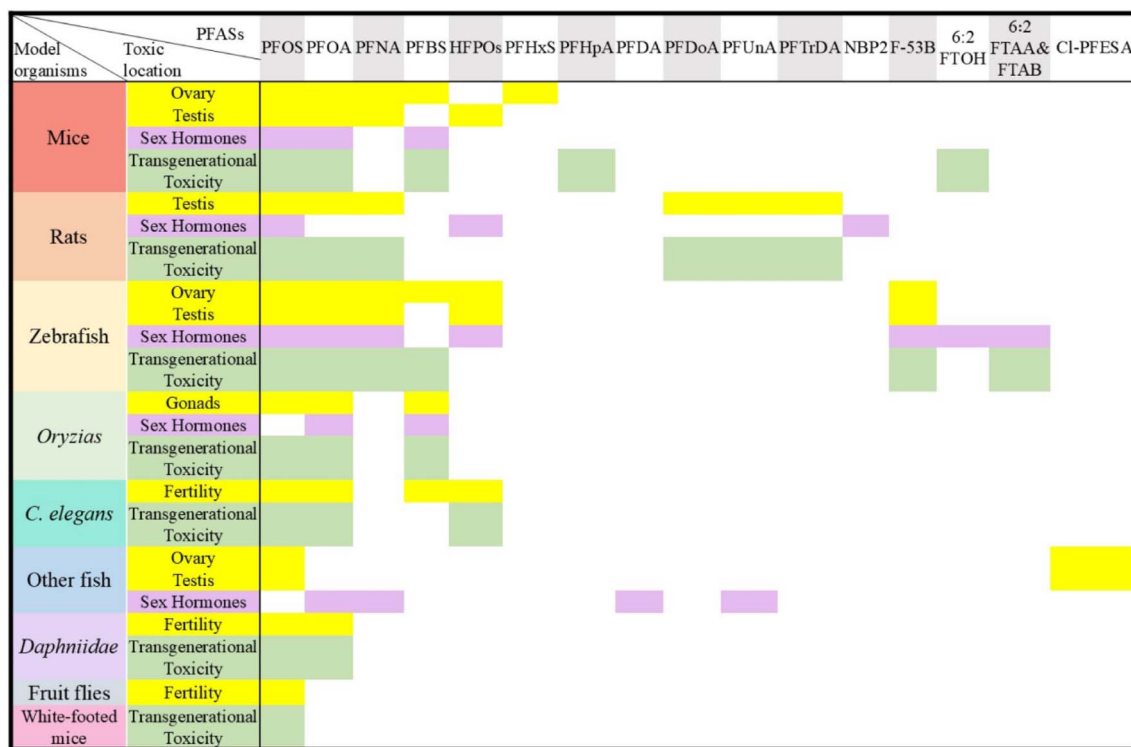 PFASs
Model organisms
Toxic location
PFOS PFOA PFNA PFBS HFPOs PFHxS PFHpA PFDA PFDoA PFUnA PFTrDA NBP2 F-53B 6:2 FTOH 6:2 FTAA& FTAB Cl-PFESA
Mice
Ovary
Testis
Sex Hormones
Transgenerational
Toxicity
Rats
Testis
Sex Hormones
Transgenerational
Toxicity
Zebrafish
Ovary
Testis
Sex Hormones
Transgenerational
Toxicity
Oryzias
Gonads
Sex Hormones
Transgenerational
Toxicity
C. elegans
Fertility
Transgenerational
Toxicity
Other fish
Ovary
Testis
Sex Hormones
Daphniidae
Fertility
Transgenerational
Toxicity
Fruit flies
Fertility
White-footed
mice
Transgenerational
Toxicity